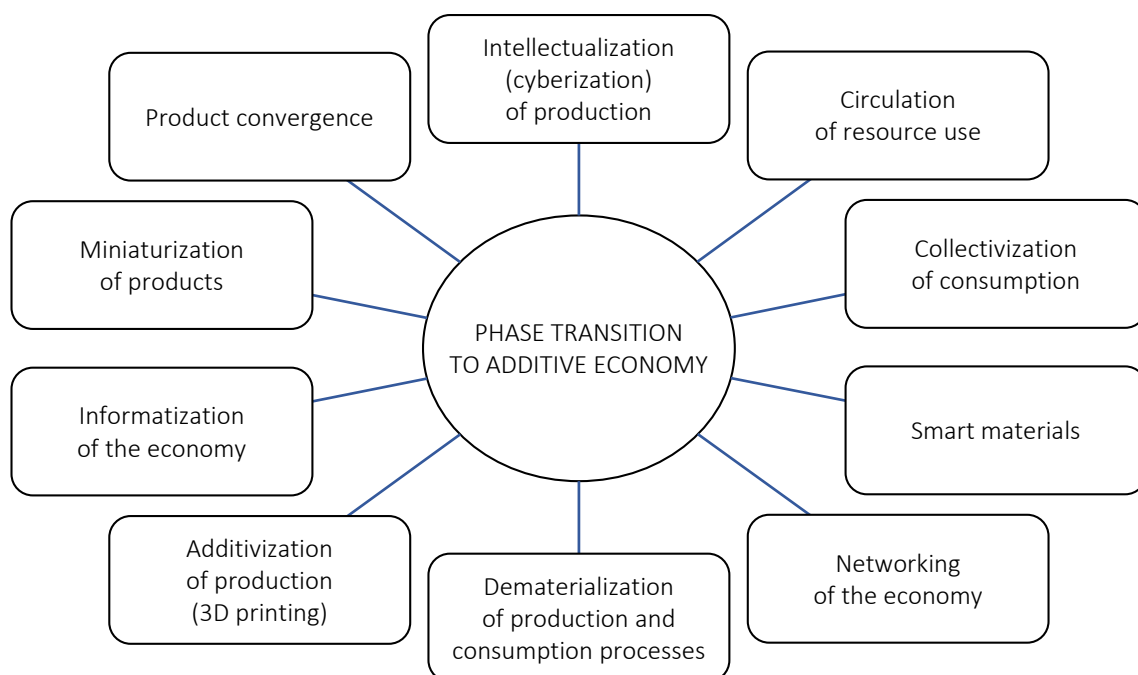 Intellectualization
(cyberization)
of production
Product convergence
Circulation
of resource use
Miniaturization
of products
Collectivization
of consumption
PHASE TRANSITION
TO ADDITIVE ECONOMY
Informatization
of the economy
Smart materials
Additivization
of production
(3D printing)
Networking
of the economy
Dematerialization
of production and
consumption processes